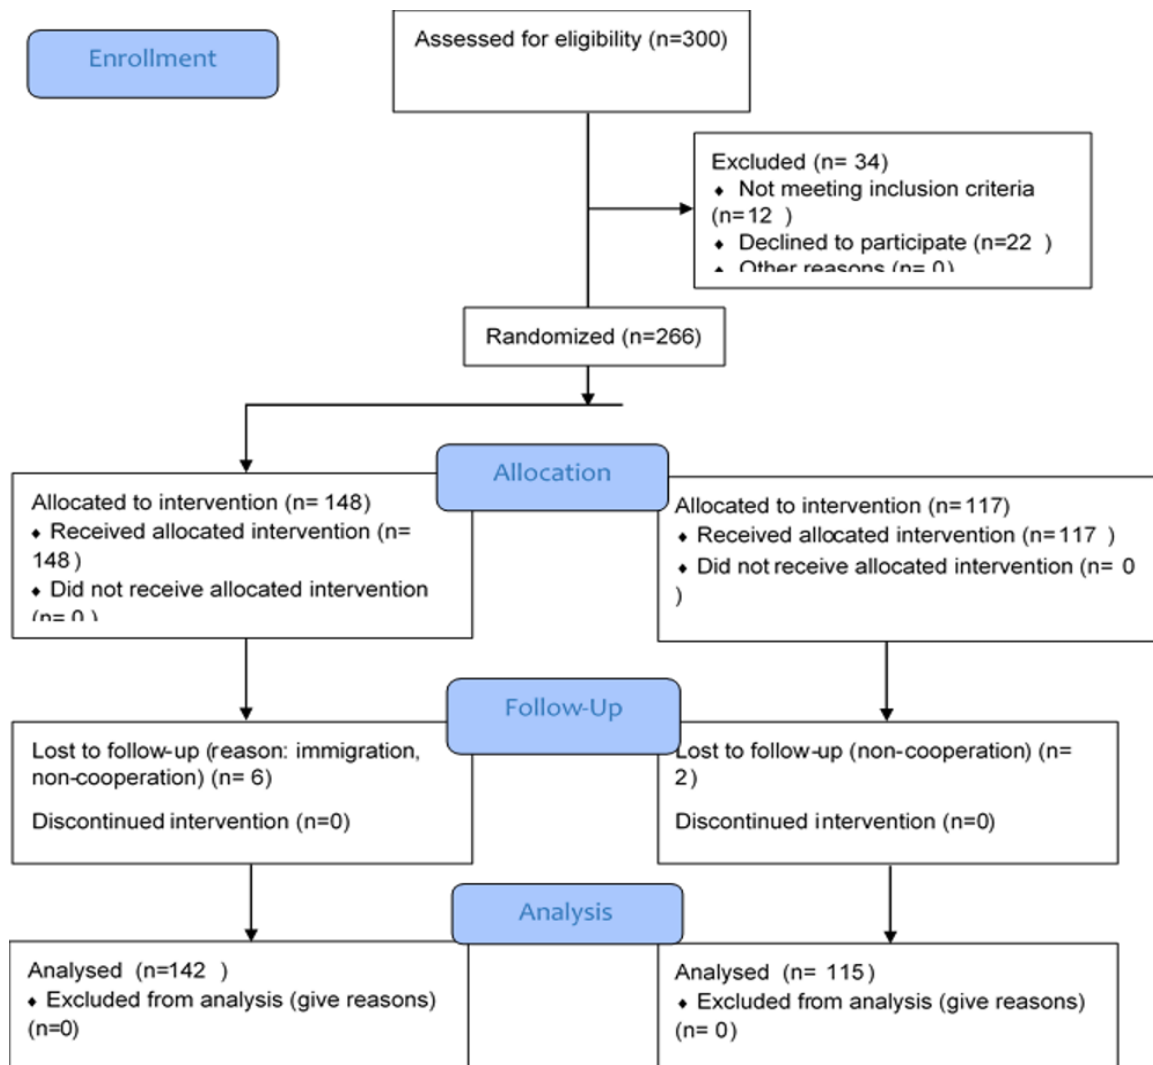 Enrollment
Assessed for eligibility (n=300)
Excluded (n= 34)
♦ Not meeting inclusion criteria
(n=12 )
♦ Declined to participate (n=22 )
♦ Other reasons (n= 0)
Randomized (n=266)
Allocation
Allocated to intervention (n= 148)
♦ Received allocated intervention (n=
148)
♦ Did not receive allocated intervention
(n= 0 )
Allocated to intervention (n=117)
♦ Received allocated intervention (n=117 )
♦ Did not receive allocated intervention (n= 0
)
Follow-Up
Lost to follow-up (reason: immigration,
non-cooperation) (n= 6)
Discontinued intervention (n=0)
Lost to follow-up (non-cooperation) (n=
2)
Discontinued intervention (n=0)
Analysis
Analysed (n=142 )
♦ Excluded from analysis (give reasons)
(n=0)
Analysed (n= 115)
♦ Excluded from analysis (give reasons)
(n= 0)